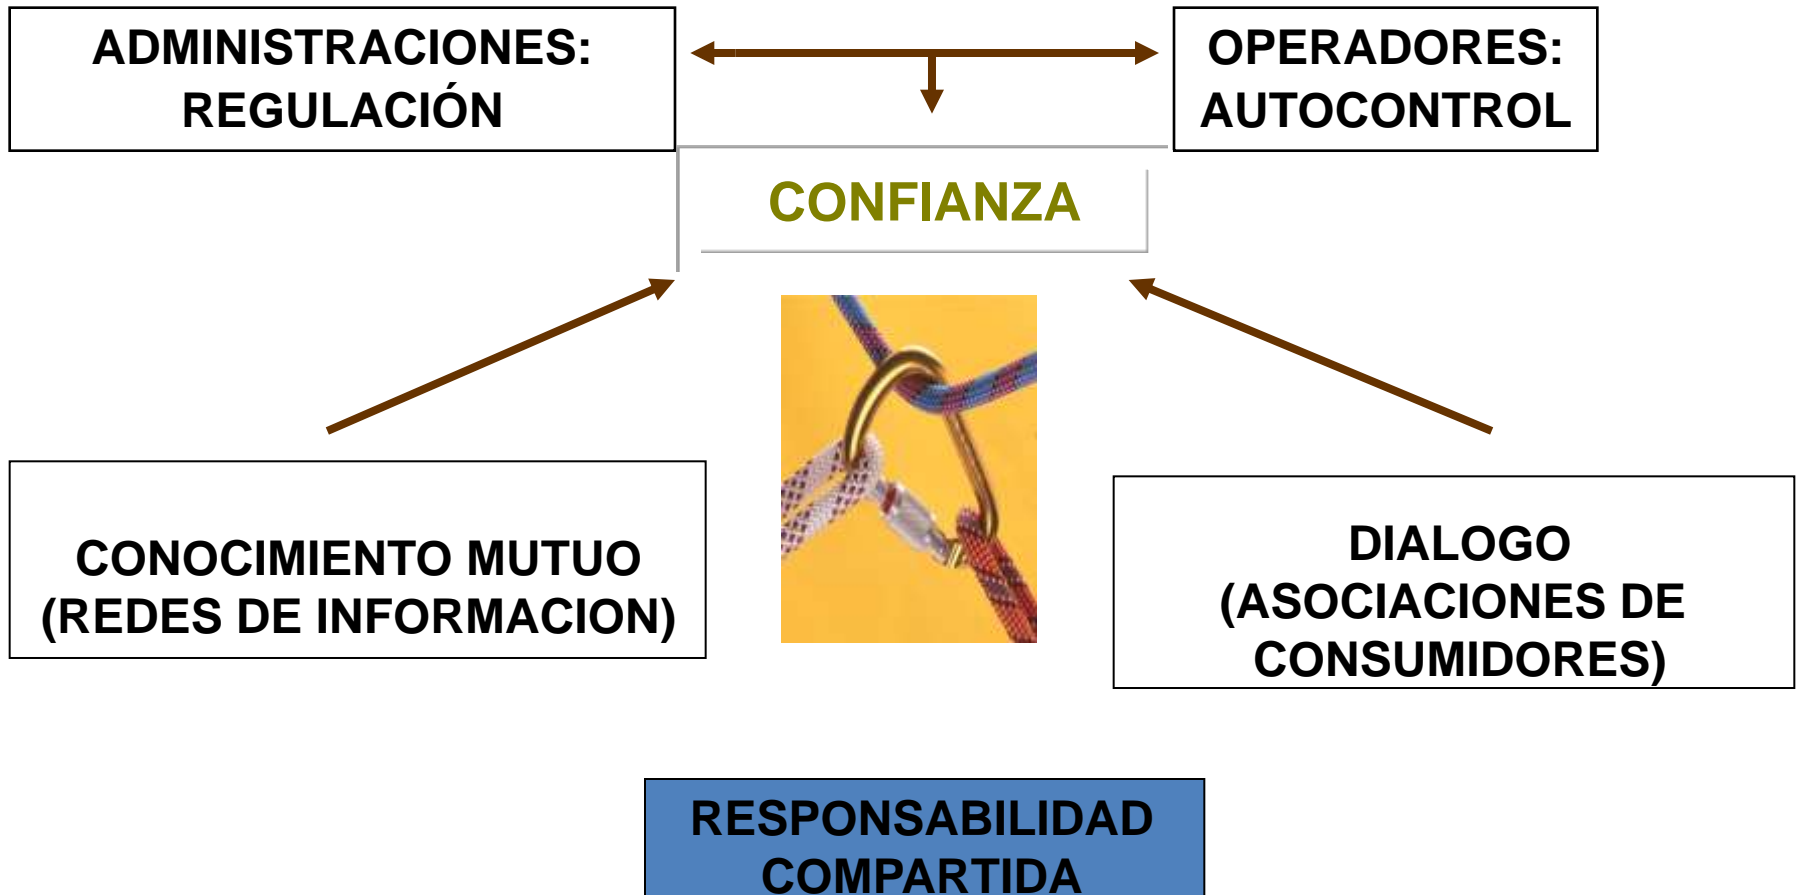 ADMINISTRACIONES:
REGULACIÓN
OPERADORES:
AUTOCONTROL
CONFIANZA
CONOCIMIENTO MUTUO
(REDES DE INFORMACION)
DIALOGO
(ASOCIACIONES DE
CONSUMIDORES)
RESPONSABILIDAD
COMPARTIDA